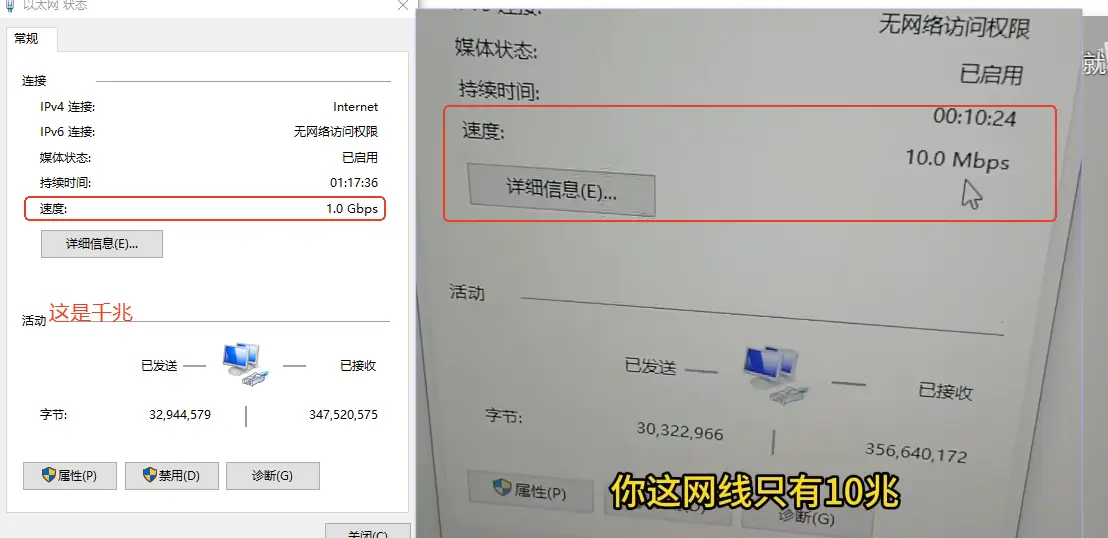 以太网 状态
常规
连接
IPv4 连接: Internet
IPv6 连接: 无网络访问权限
媒体状态: 已启用
持续时间: 01:17:36
速度: 1.0 Gbps
详细信息(E)...
这是千兆
活动
已发送 — — 已接收
字节: 32,944,579 | 347,520,575
属性(P) 禁用(D) 诊断(G)
关闭(C)
无网络访问权限
媒体状态: 已启用
持续时间: 00:10:24
速度: 10.0 Mbps
详细信息(E)...
活动
已发送 — — 已接收
字节: 30,322,966 | 356,640,172
属性(P) 诊断(G)
你这网线只有10兆
就